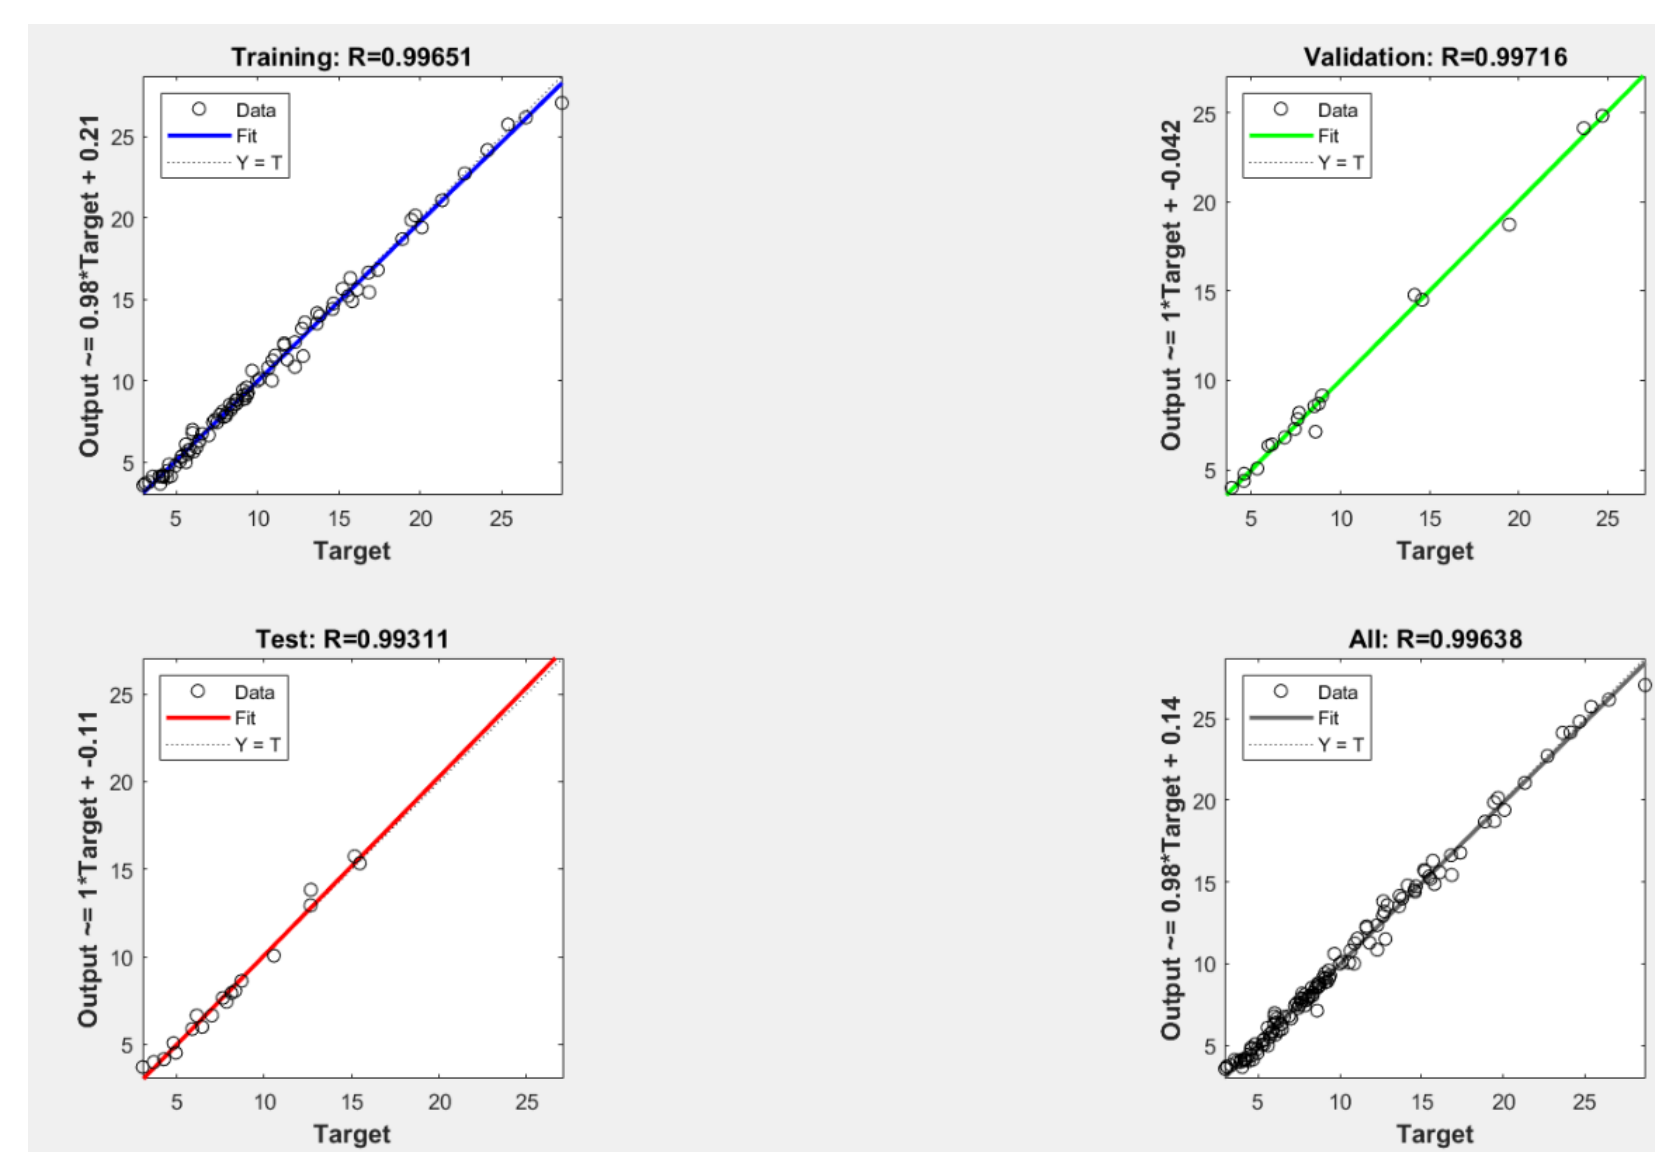 Training: R=0.99651
Output ~= 0.98*Target + 0.21
Data
Fit
Y = T
25
20
15
10
5
5 10 15 20 25
Target
Validation: R=0.99716
Output ~= 1*Target + -0.042
Data
Fit
Y = T
25
20
15
10
5
5 10 15 20 25
Target
Test: R=0.99311
Output ~= 1*Target + -0.11
Data
Fit
Y = T
25
20
15
10
5
5 10 15 20 25
Target
All: R=0.99638
Output ~= 0.98*Target + 0.14
Data
Fit
Y = T
25
20
15
10
5
5 10 15 20 25
Target